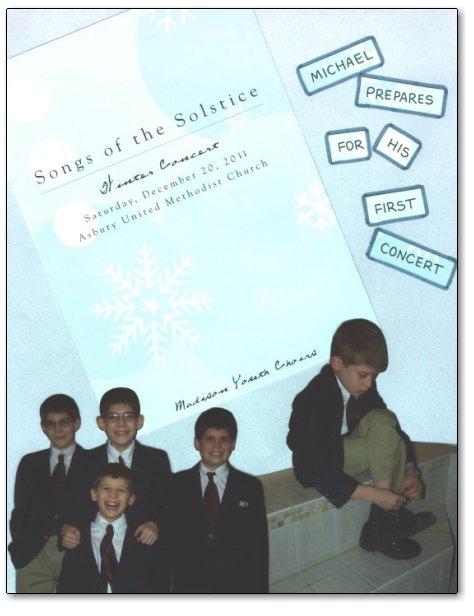 Songs of the Solstice
Winter Concert
Saturday, December 20,
Asbury United Methodist Church
Madison Youth Choirs
MICHAEL
PREPARES
FOR HIS
FIRST
CONCERT